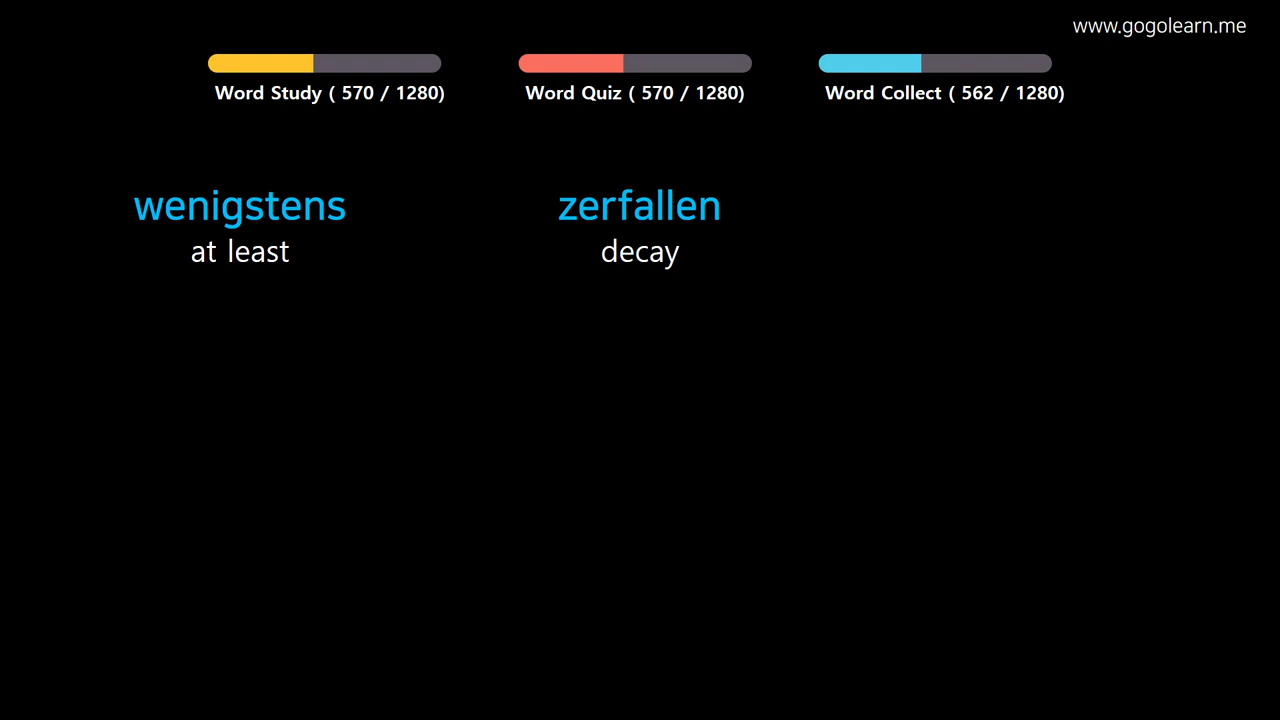 www.gogolearn.me
Word Study ( 570 / 1280)
Word Quiz ( 570 / 1280)
Word Collect ( 562 / 1280)
wenigstens
at least
zerfallen
decay